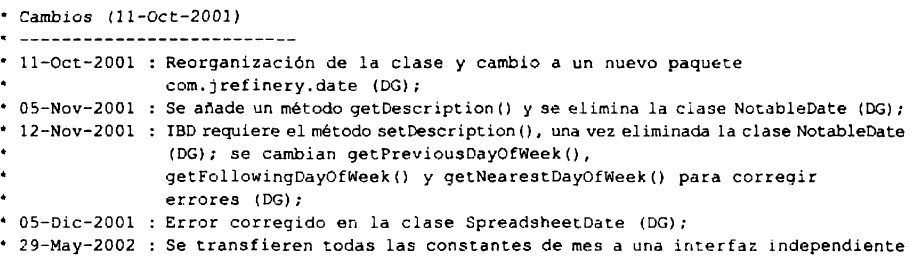 * Cambios (11-Oct-2001)
* --------------------------
* 11-Oct-2001 : Reorganización de la clase y cambio a un nuevo paquete
* com.jrefinery.date (DG);
* 05-Nov-2001 : Se añade un método getDescription() y se elimina la clase NotableDate (DG);
* 12-Nov-2001 : IBD requiere el método setDescription(), una vez eliminada la clase NotableDate
* (DG); se cambian getPreviousDayOfWeek(),
* getFollowingDayOfWeek() y getNearestDayOfWeek() para corregir
* errores (DG);
* 05-Dic-2001 : Error corregido en la clase SpreadsheetDate (DG);
* 29-May-2002 : Se transfieren todas las constantes de mes a una interfaz independiente